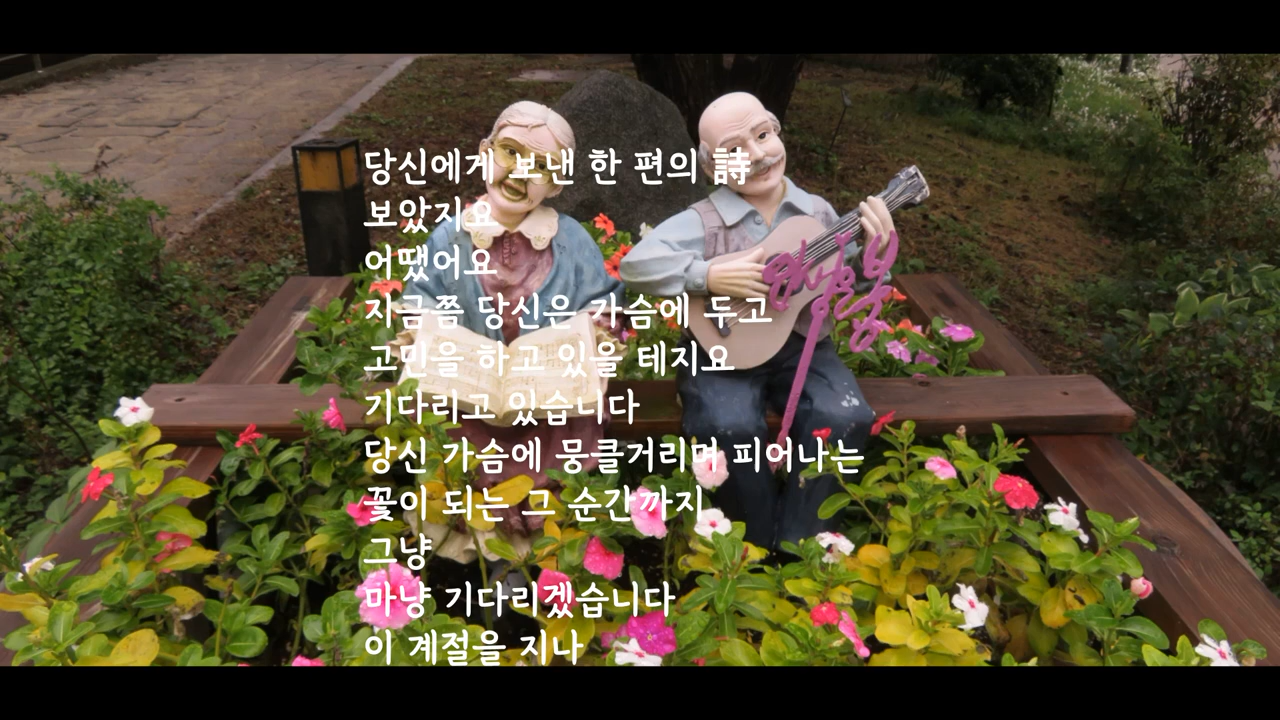 당신에게 보낸 한 편의 詩
보았지요
어땠어요
지금쯤 당신은 가슴에 두고
고민을 하고 있을 테지요
기다리고 있습니다
당신 가슴에 뭉클거리며 피어나는
꽃이 되는 그 순간까지
그냥
마냥 기다리겠습니다
이 계절을 지나